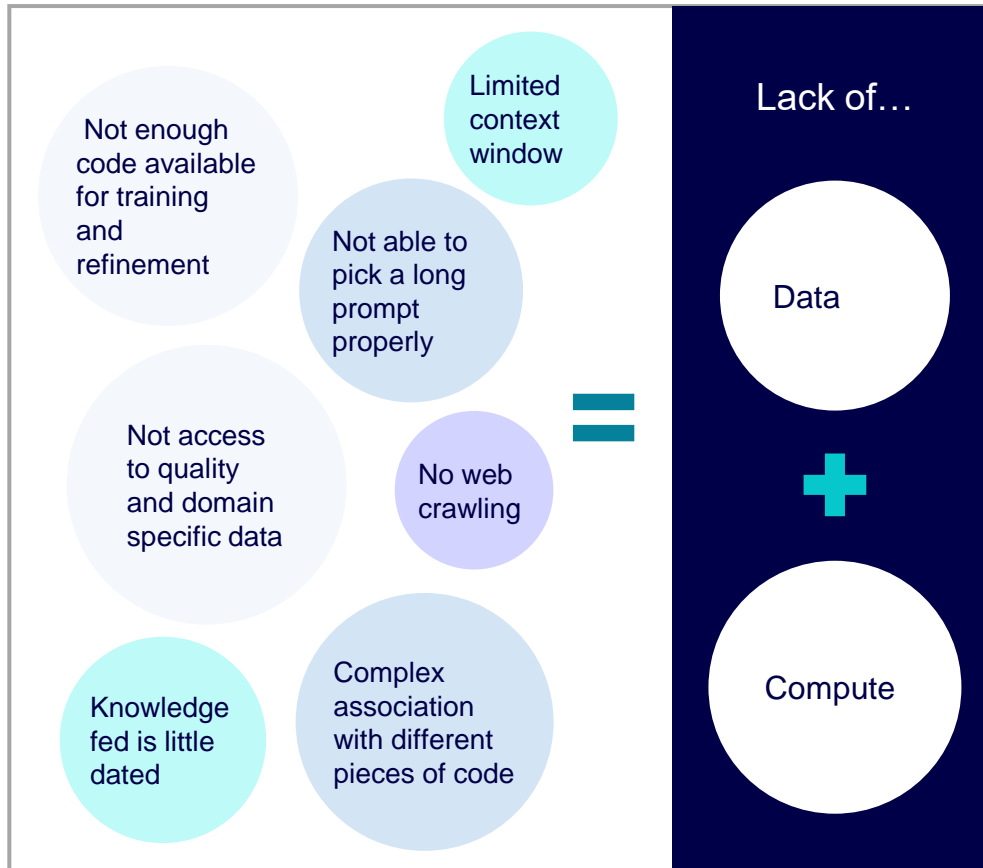 Not enough
code available
for training
and
refinement
Limited
context
window
Not able to
pick a long
prompt
properly
Not access
to quality
and domain
specific data
No web
crawling
Knowledge
fed is little
dated
Complex
association
with different
pieces of code
Lack of…
Data
Compute